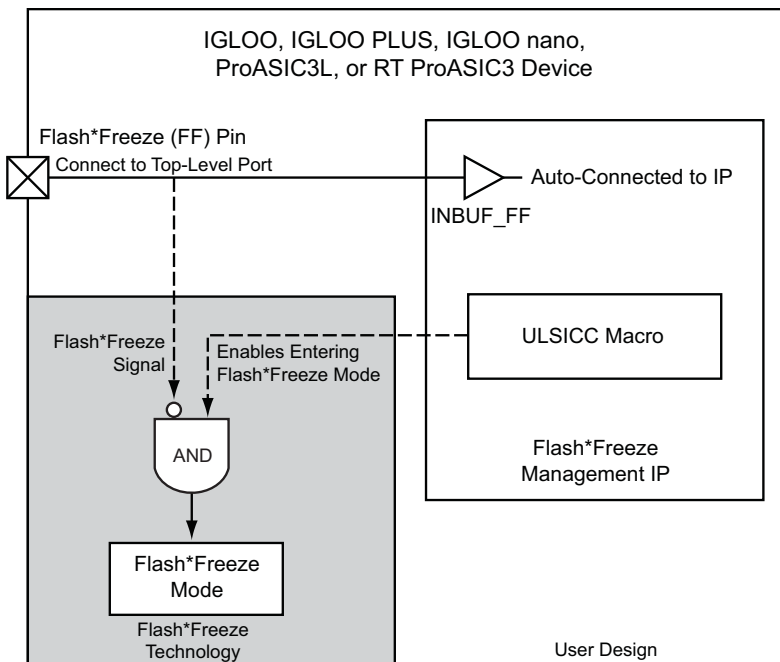 IGLOO, IGLOO PLUS, IGLOO nano,
ProASIC3L, or RT ProASIC3 Device
Flash*Freeze (FF) Pin
Connect to Top-Level Port
Auto-Connected to IP
INBUF_FF
ULSICC Macro
Flash*Freeze
Signal
Enables Entering
Flash*Freeze Mode
AND
Flash*Freeze
Management IP
Flash*Freeze
Mode
Flash*Freeze
Technology
User Design